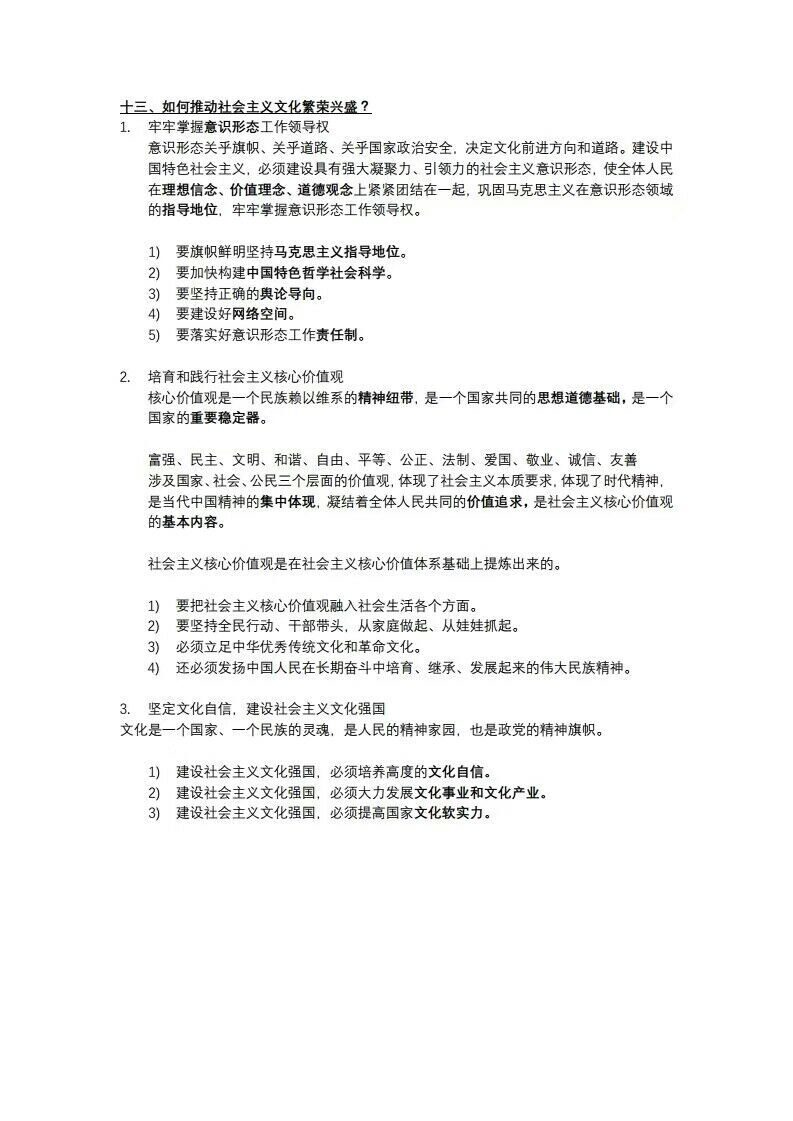 十三、如何推动社会主义文化繁荣兴盛？
1. 牢牢掌握意识形态工作领导权
意识形态关乎旗帜、关乎道路、关乎国家政治安全，决定文化前进方向和道路。建设中
国特色社会主义，必须建设具有强大凝聚力、引领力的社会主义意识形态，使全体人民
在理想信念、价值理念、道德观念上紧紧团结在一起，巩固马克思主义在意识形态领域
的指导地位，牢牢掌握意识形态工作领导权。
1) 要旗帜鲜明坚持马克思主义指导地位。
2) 要加快构建中国特色哲学社会科学。
3) 要坚持正确的舆论导向。
4) 要建设好网络空间。
5) 要落实好意识形态工作责任制。
2. 培育和践行社会主义核心价值观
核心价值观是一个民族赖以维系的精神纽带，是一个国家共同的思想道德基础，是一个
国家的重要稳定器。
富强、民主、文明、和谐、自由、平等、公正、法制、爱国、敬业、诚信、友善
涉及国家、社会、公民三个层面的价值观，体现了社会主义本质要求，体现了时代精神，
是当代中国精神的集中体现，凝结着全体人民共同的价值追求，是社会主义核心价值观
的基本内容。
社会主义核心价值观是在社会主义核心价值体系基础上提炼出来的。
1) 要把社会主义核心价值观融入社会生活各个方面。
2) 要坚持全民行动、干部带头，从家庭做起、从娃娃抓起。
3) 必须立足中华优秀传统文化和革命文化。
4) 还必须发扬中国人民在长期奋斗中培育、继承、发展起来的伟大民族精神。
3. 坚定文化自信，建设社会主义文化强国
文化是一个国家、一个民族的灵魂，是人民的精神家园，也是政党的精神旗帜。
1) 建设社会主义文化强国，必须培养高度的文化自信。
2) 建设社会主义文化强国，必须大力发展文化事业和文化产业。
3) 建设社会主义文化强国，必须提高国家文化软实力。